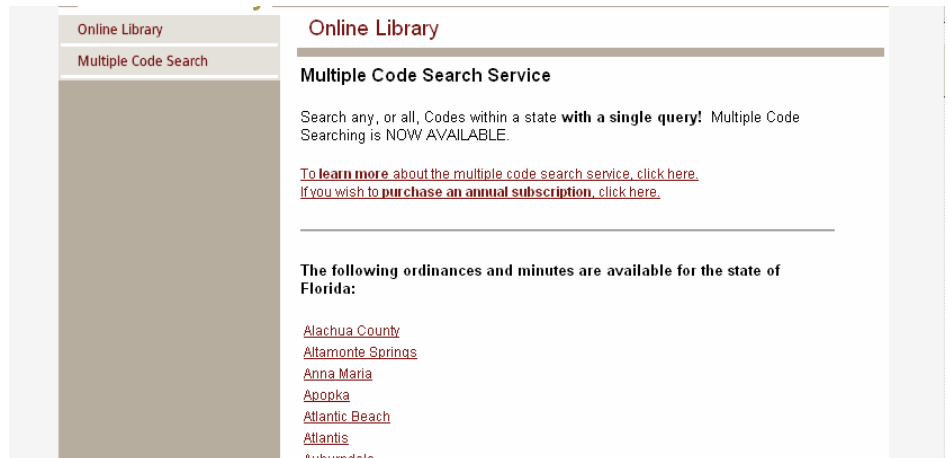 Online Library
Multiple Code Search
Online Library
Multiple Code Search Service
Search any, or all, Codes within a state with a single query! Multiple Code
Searching is NOW AVAILABLE.
To learn more about the multiple code search service, click here.
If you wish to purchase an annual subscription, click here.
The following ordinances and minutes are available for the state of
Florida:
Alachua County
Altamonte Springs
Anna Maria
Apopka
Atlantic Beach
Atlantis